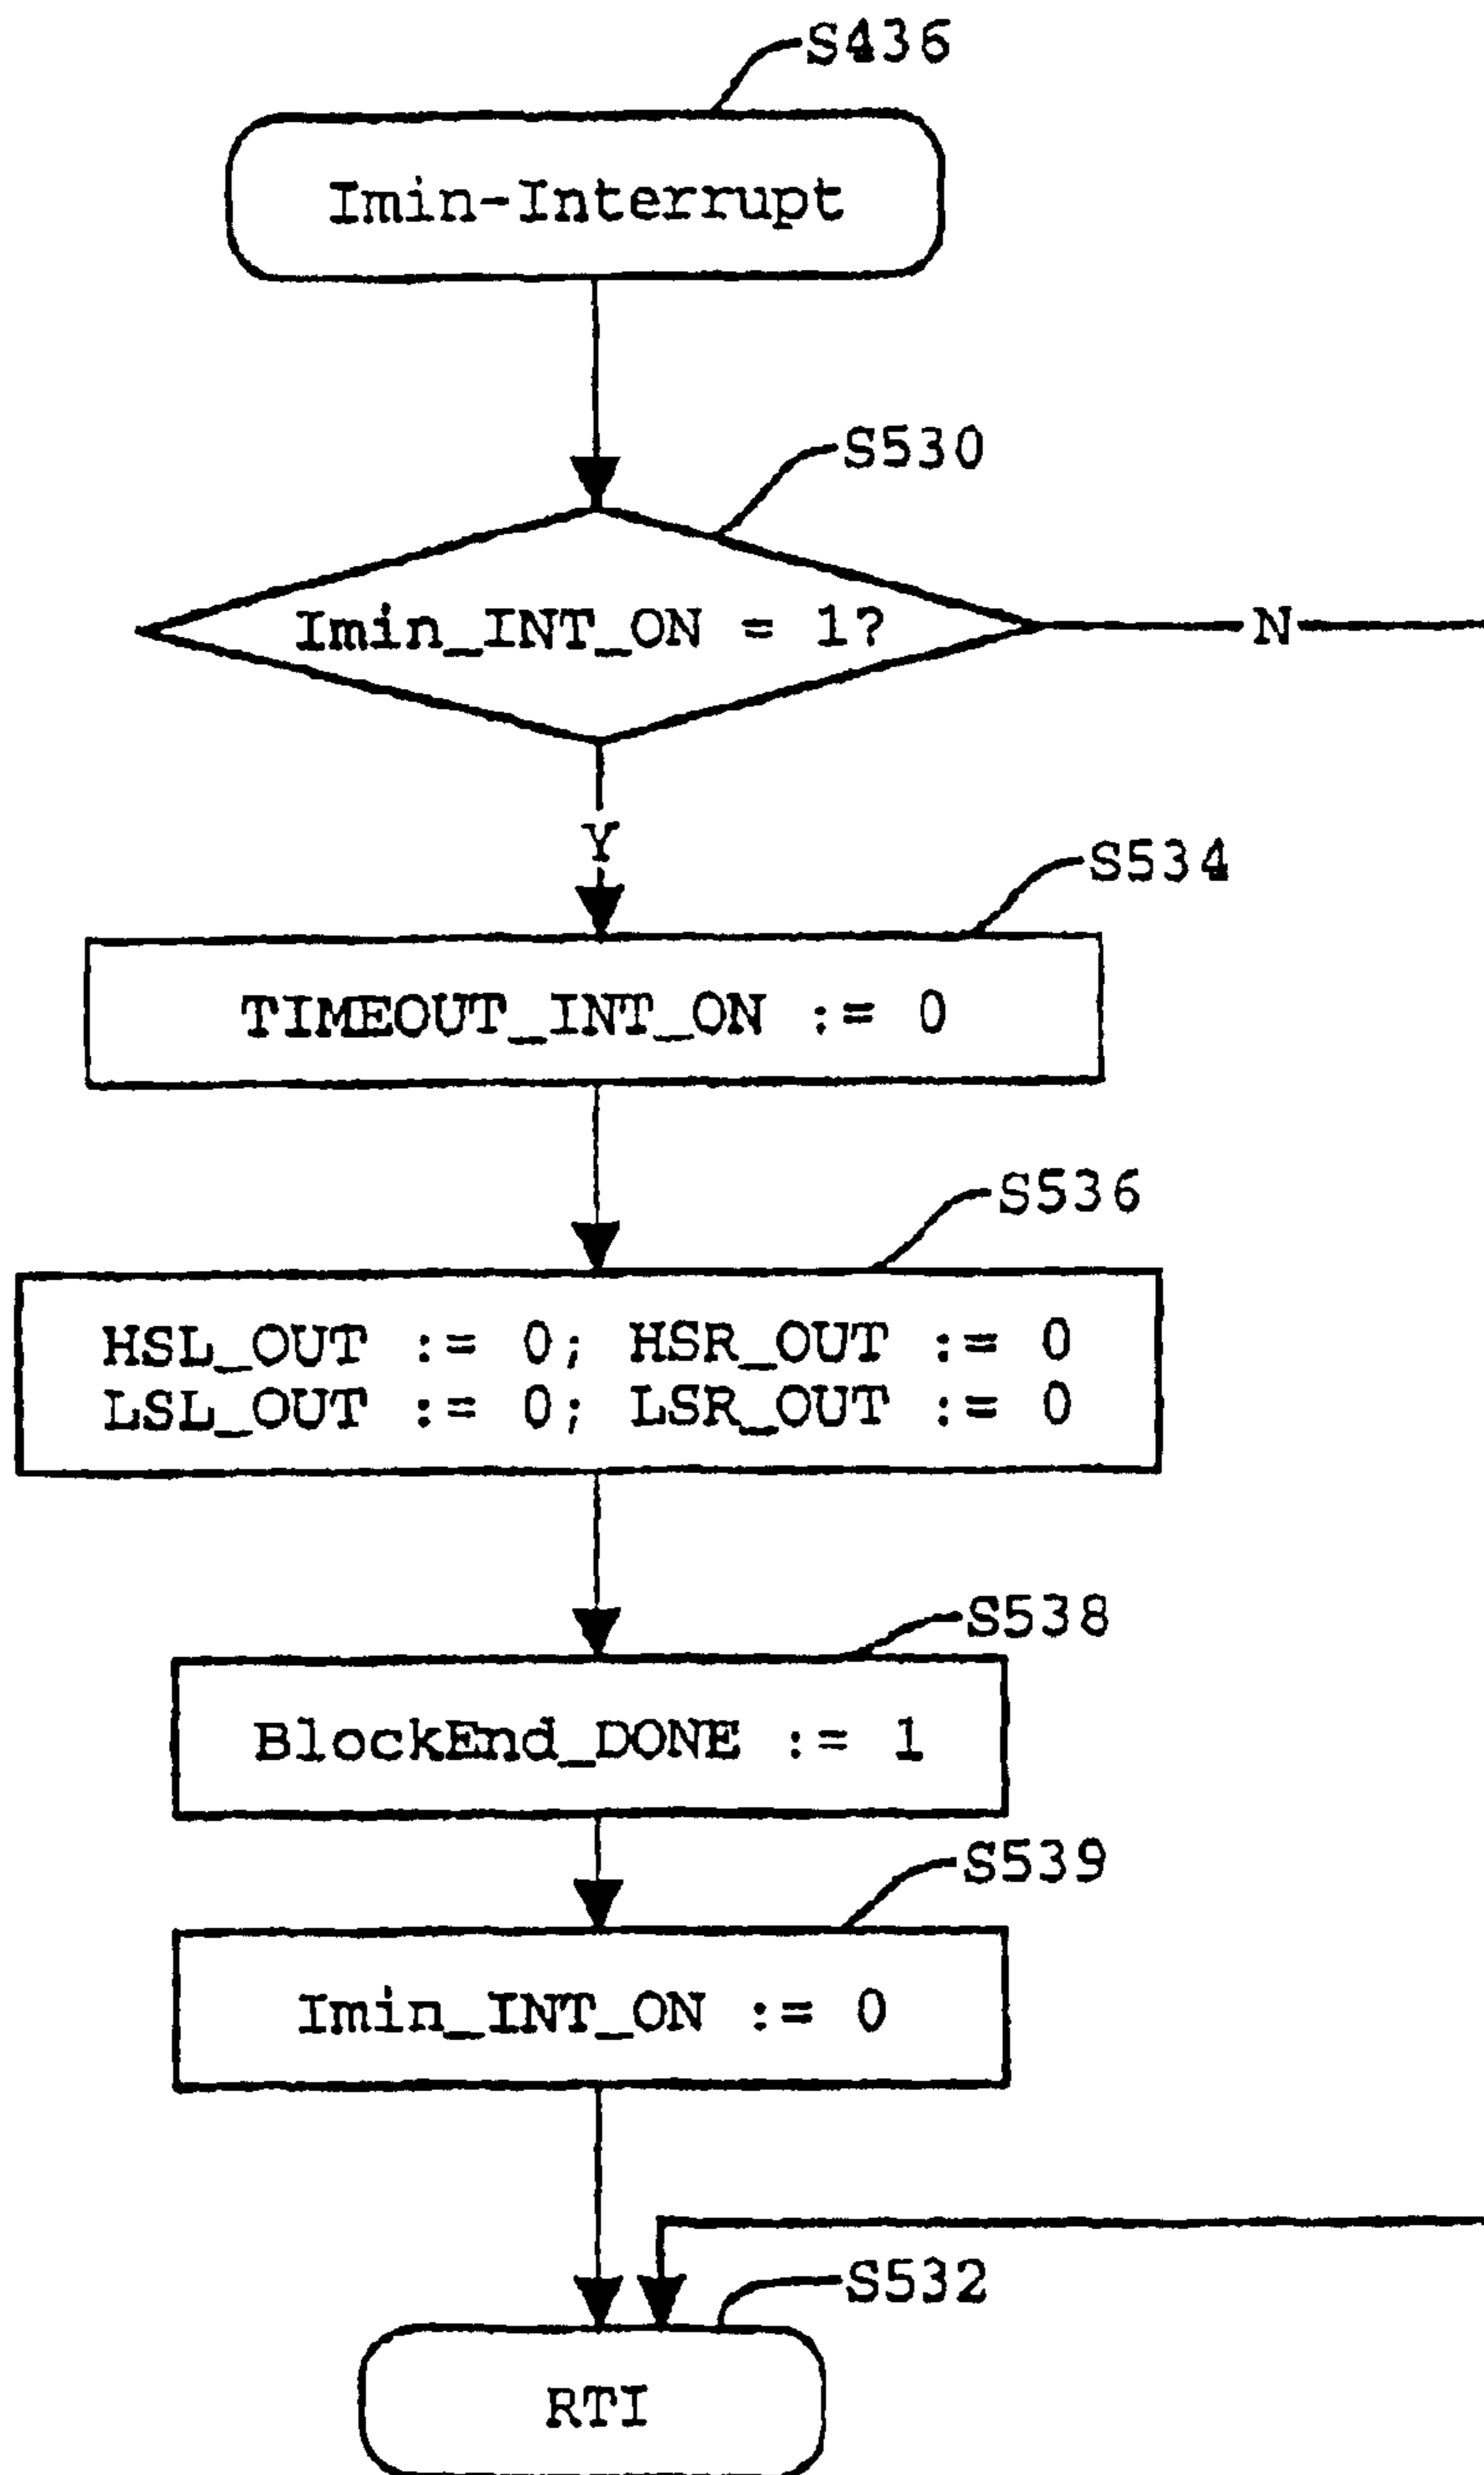 S436
Imin-Interrupt
S530
Imin_INT_ON = 1?
N
Y
S534
TIMEOUT_INT_ON := 0
S536
HSL_OUT := 0; HSR_OUT := 0
LSL_OUT := 0; LSR_OUT := 0
S538
BlockEnd_DONE := 1
S539
Imin_INT_ON := 0
S532
RTI